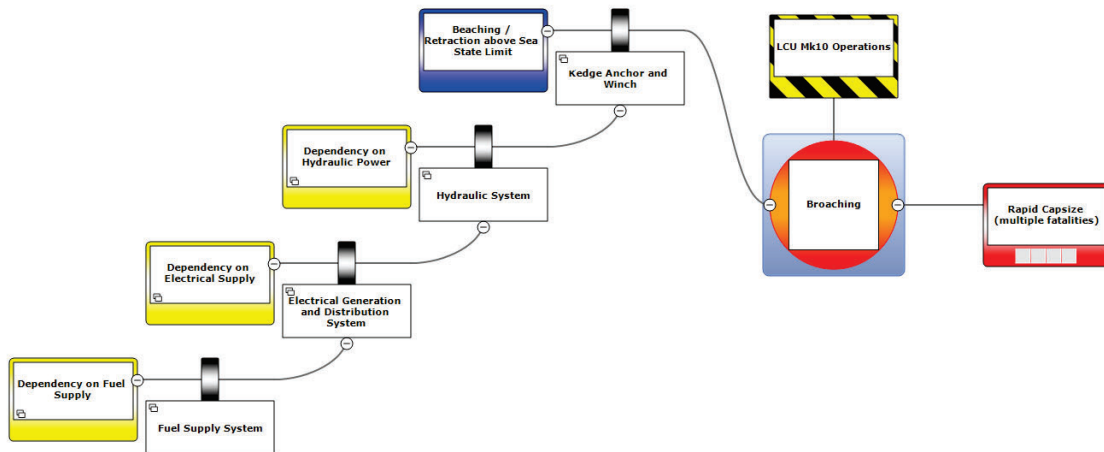 Beaching /
Retraction above Sea
State Limit
LCU Mk10 Operations
Kedge Anchor and
Winch
Dependency on
Hydraulic Power
Hydraulic System
Broaching
Rapid Capsize
(multiple fatalities)
Dependency on
Electrical Supply
Electrical Generation
and Distribution
System
Dependency on Fuel
Supply
Fuel Supply System